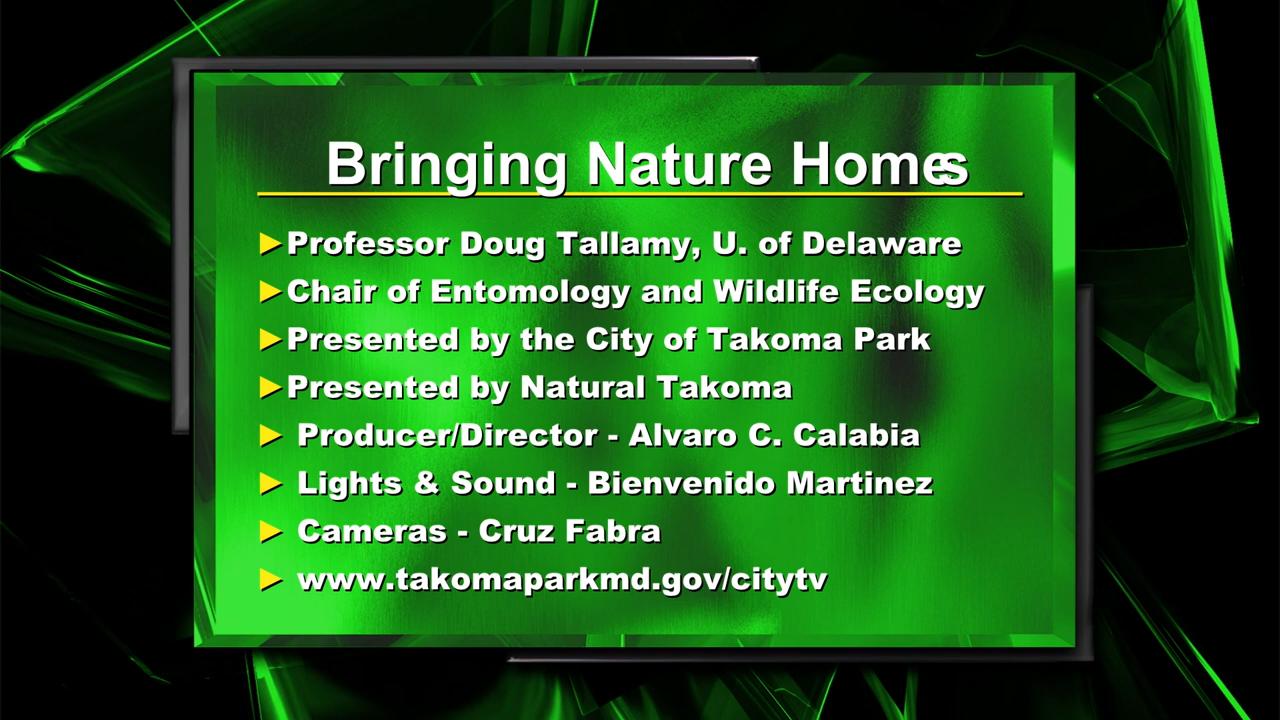 Bringing Nature Homes
►Professor Doug Tallamy, U. of Delaware
►Chair of Entomology and Wildlife Ecology
►Presented by the City of Takoma Park
►Presented by Natural Takoma
► Producer/Director - Alvaro C. Calabia
► Lights & Sound - Bienvenido Martinez
► Cameras - Cruz Fabra
► www.takomaparkmd.gov/citytv